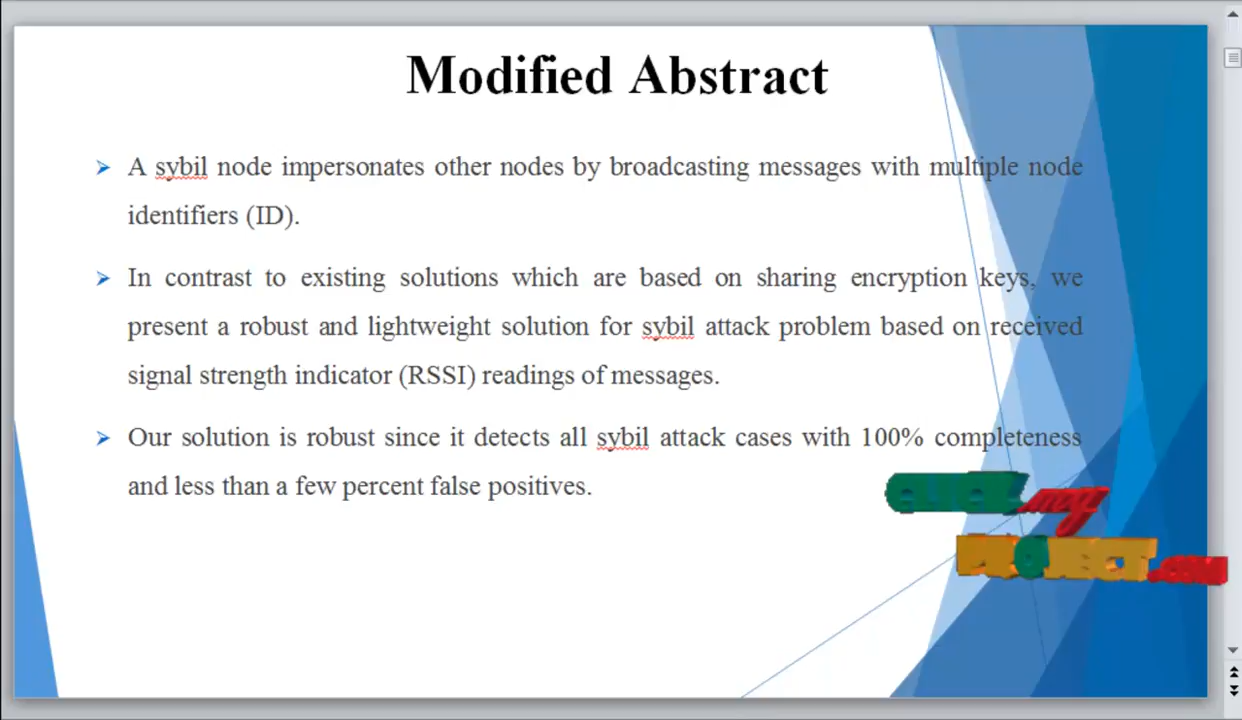 Modified Abstract
A sybil node impersonates other nodes by broadcasting messages with multiple node
identifiers (ID).
In contrast to existing solutions which are based on sharing encryption keys, we
present a robust and lightweight solution for sybil attack problem based on received
signal strength indicator (RSSI) readings of messages.
Our solution is robust since it detects all sybil attack cases with 100% completeness
and less than a few percent false positives.
my
PROJECT.COM